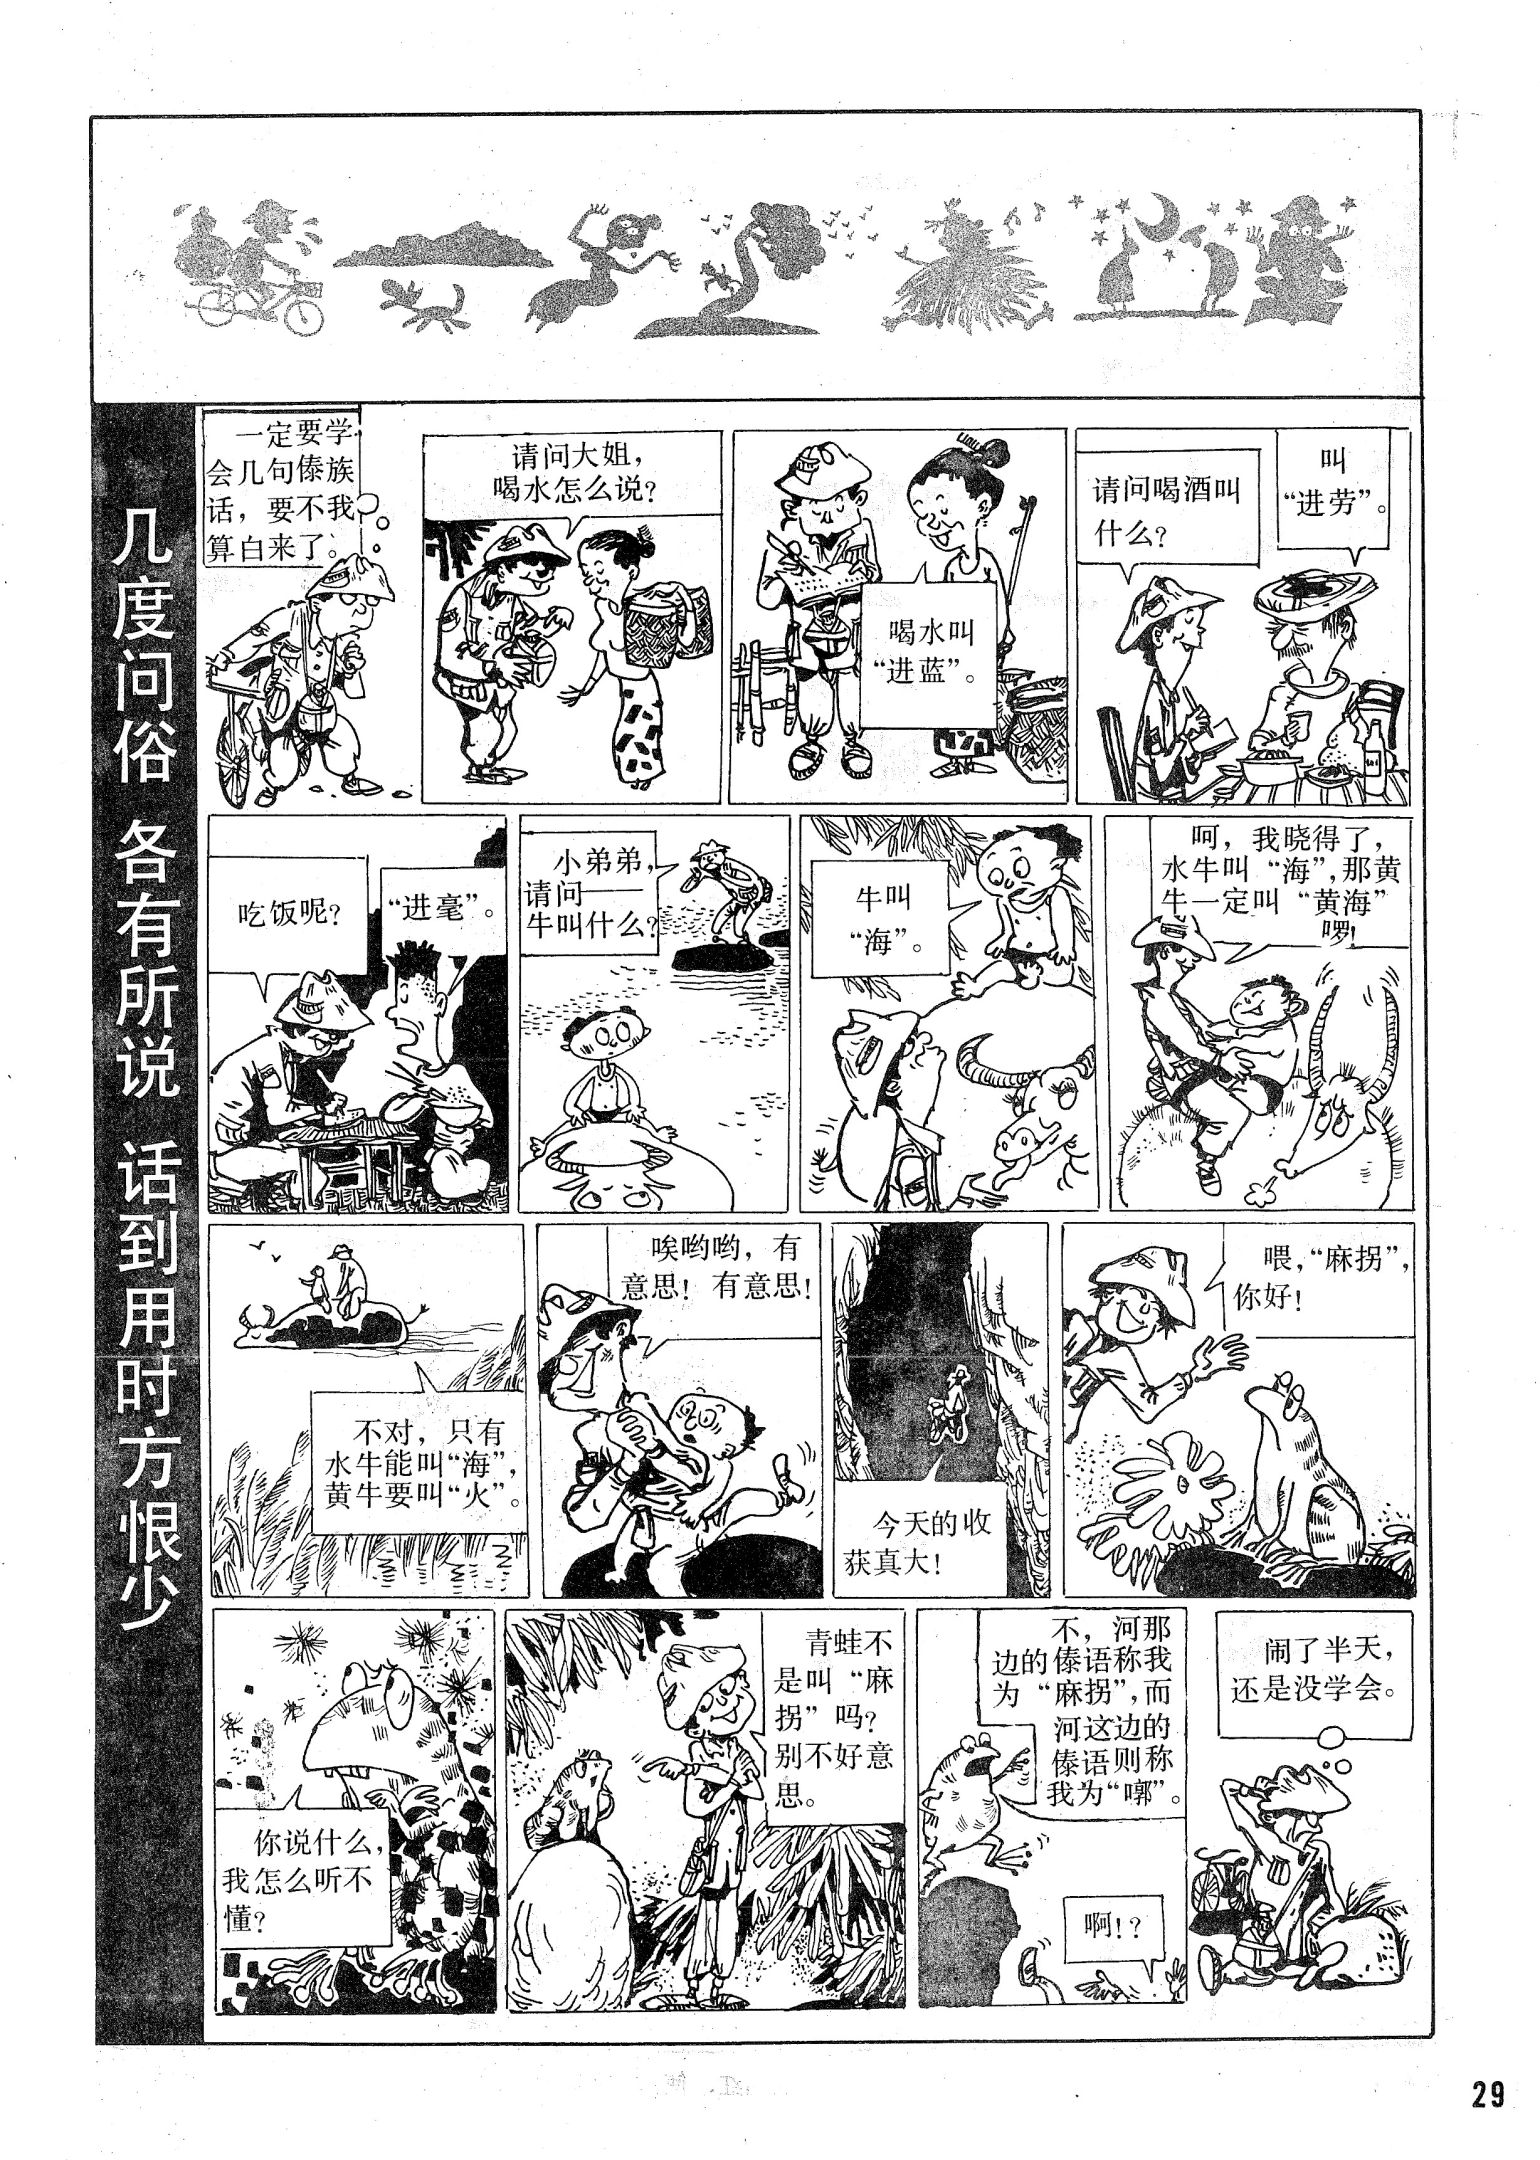 几度问俗 各有所说 话到用时方恨少
一定要学
会几句傣族
话，要不我
算白来了。
请问大姐，
喝水怎么说？
喝水叫
“进蓝”。
请问喝酒叫
什么？
叫
“进劳”。
吃饭呢？
“进毫”。
小弟弟，
请问——
牛叫什么？
牛叫
“海”。
呵，我晓得了，
水牛叫“海”，那黄
牛一定叫“黄海”
啰！
不对，只有
水牛能叫“海”，
黄牛要叫“火”。
唉哟哟，有
意思！有意思！
今天的收
获真大！
喂，“麻拐”，
你好！
你说什么，
我怎么听不
懂？
青蛙不
是叫“麻
拐”吗？
别不好意
思。
不，河那
边的傣语称我
为“麻拐”，而
河这边的
傣语则称
我为“嘓”。
啊！？
闹了半天，
还是没学会。
29